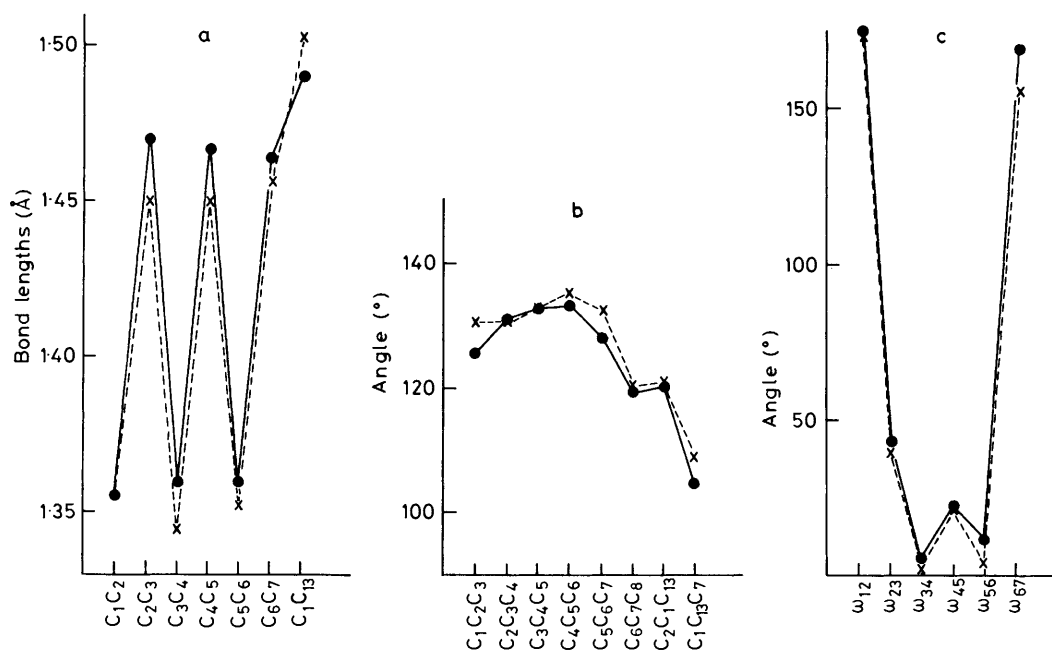 a
1·50
1·45
1·40
1·35
Bond lengths (Å)
C₁C₂
C₂C₃
C₃C₄
C₄C₅
C₅C₆
C₆C₇
C₁C₁₃
b
140
120
100
Angle (°)
C₁C₂C₃
C₂C₃C₄
C₃C₄C₅
C₄C₅C₆
C₅C₆C₇
C₆C₇C₈
C₂C₁C₁₃
C₁C₁₃C₇
c
150
100
50
Angle (°)
ω₁₂
ω₂₃
ω₃₄
ω₄₅
ω₅₆
ω₆₇